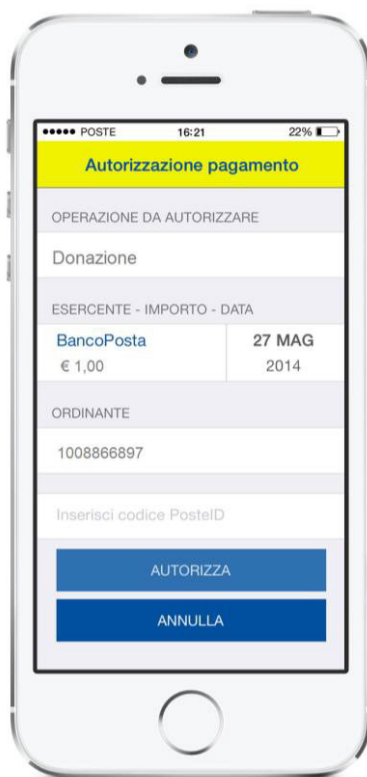 POSTE 16:21 22%
Autorizzazione pagamento
OPERAZIONE DA AUTORIZZARE
Donazione
ESERCENTE - IMPORTO - DATA
BancoPosta 27 MAG
€ 1,00 2014
ORDINANTE
1008866897
Inserisci codice PosteID
AUTORIZZA
ANNULLA